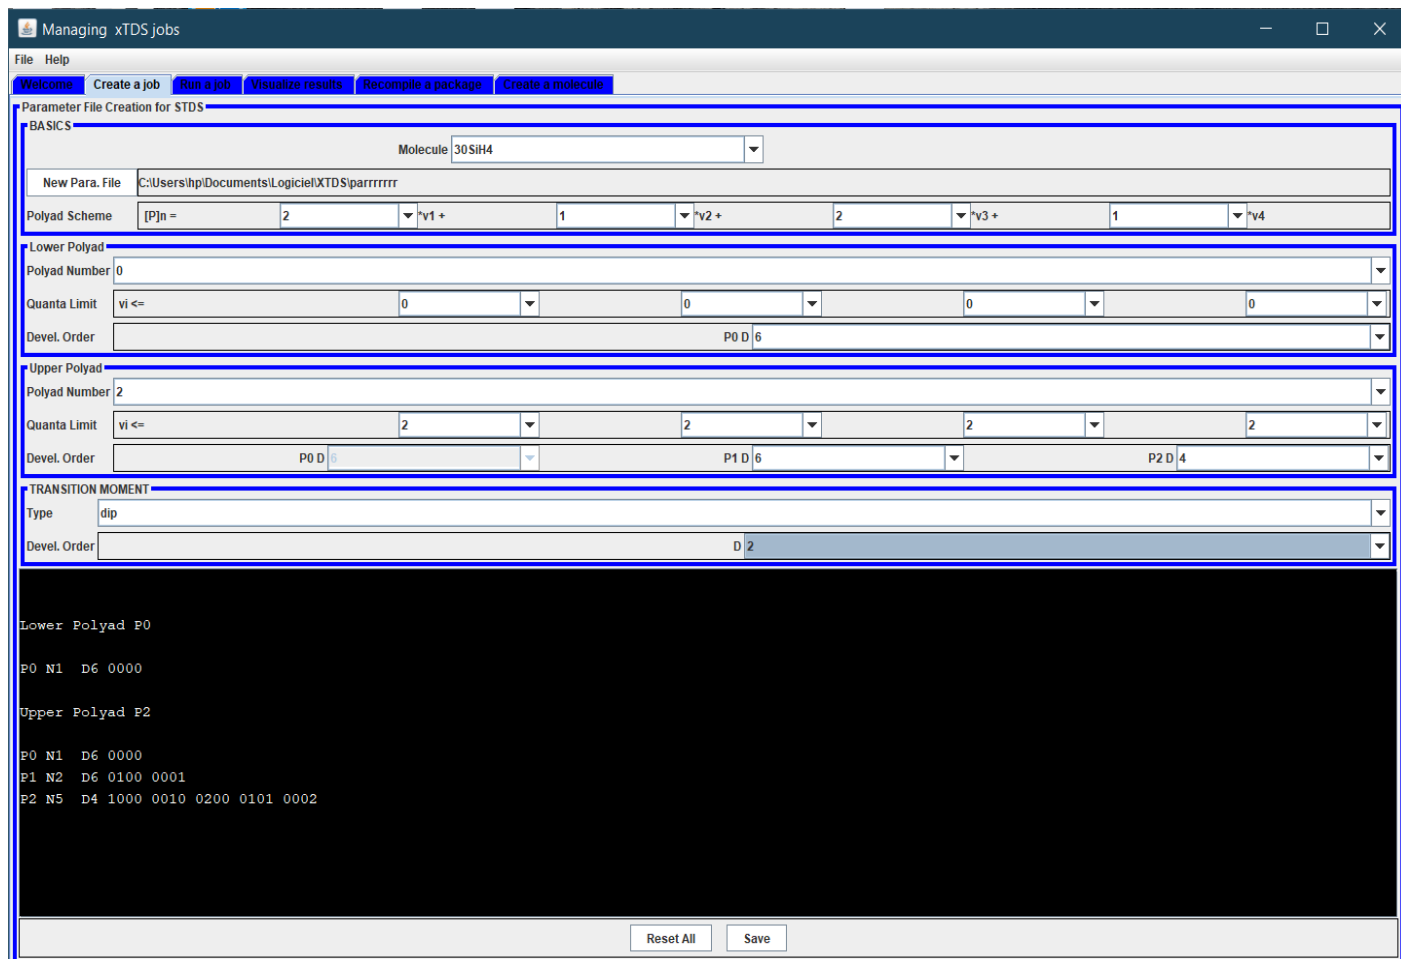 Managing xTDS jobs
File Help
Welcome Create a job Run a job Visualize results Recompile a package Create a molecule
Parameter File Creation for STDS
BASICS
Molecule 30SiH4
New Para. File C:\Users\hp\Documents\Logiciel\XTDS\parrrrrrr
Polyad Scheme [P]n = 2 *v1 + 1 *v2 + 2 *v3 + 1 *v4
Lower Polyad
Polyad Number 0
Quanta Limit vi <= 0 0 0 0
Devel. Order P0 D 6
Upper Polyad
Polyad Number 2
Quanta Limit vi <= 2 2 2 2
Devel. Order P0 D 6 P1 D 6 P2 D 4
TRANSITION MOMENT
Type dip
Devel. Order D 2
Lower Polyad P0
P0 N1 D6 0000
Upper Polyad P2
P0 N1 D6 0000
P1 N2 D6 0100 0001
P2 N5 D4 1000 0010 0200 0101 0002
Reset All Save